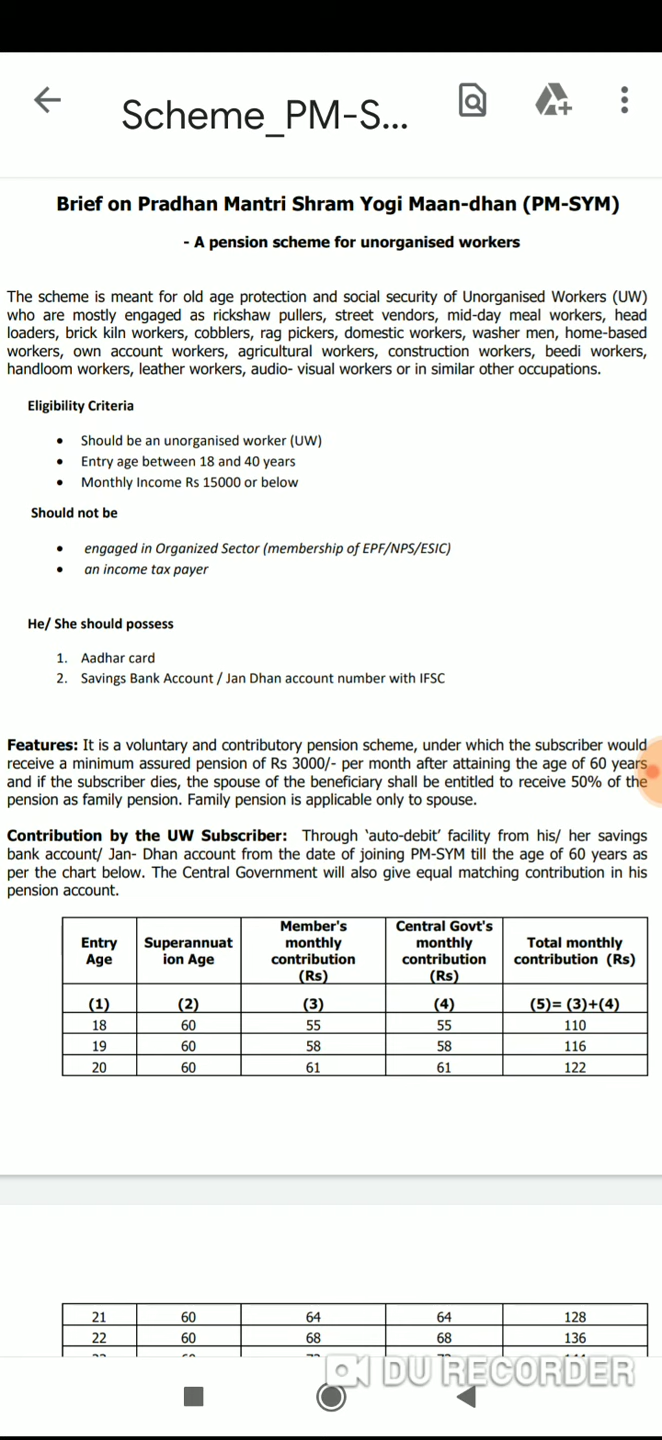 Scheme_PM-S...
Brief on Pradhan Mantri Shram Yogi Maan-dhan (PM-SYM)
- A pension scheme for unorganised workers
The scheme is meant for old age protection and social security of Unorganised Workers (UW)
who are mostly engaged as rickshaw pullers, street vendors, mid-day meal workers, head
loaders, brick kiln workers, cobblers, rag pickers, domestic workers, washer men, home-based
workers, own account workers, agricultural workers, construction workers, beedi workers,
handloom workers, leather workers, audio- visual workers or in similar other occupations.
Eligibility Criteria
• Should be an unorganised worker (UW)
• Entry age between 18 and 40 years
• Monthly Income Rs 15000 or below
Should not be
• engaged in Organized Sector (membership of EPF/NPS/ESIC)
• an income tax payer
He/ She should possess
1. Aadhar card
2. Savings Bank Account / Jan Dhan account number with IFSC
Features: It is a voluntary and contributory pension scheme, under which the subscriber would
receive a minimum assured pension of Rs 3000/- per month after attaining the age of 60 years
and if the subscriber dies, the spouse of the beneficiary shall be entitled to receive 50% of the
pension as family pension. Family pension is applicable only to spouse.
Contribution by the UW Subscriber: Through 'auto-debit' facility from his/ her savings
bank account/ Jan- Dhan account from the date of joining PM-SYM till the age of 60 years as
per the chart below. The Central Government will also give equal matching contribution in his
pension account.
Entry Age Superannuat ion Age Member's monthly contribution (Rs) Central Govt's monthly contribution (Rs) Total monthly contribution (Rs)
(1) (2) (3) (4) (5)= (3)+(4)
18 60 55 55 110
19 60 58 58 116
20 60 61 61 122
21 60 64 64 128
22 60 68 68 136
DU RECORDER